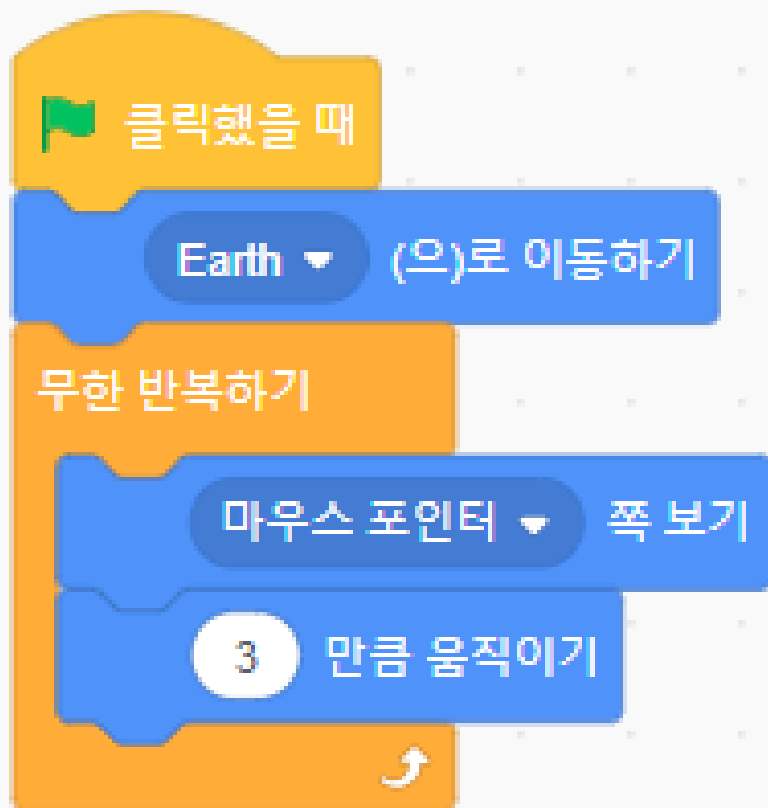 클릭했을 때
Earth (으)로 이동하기
무한 반복하기
마우스 포인터 쪽 보기
3 만큼 움직이기